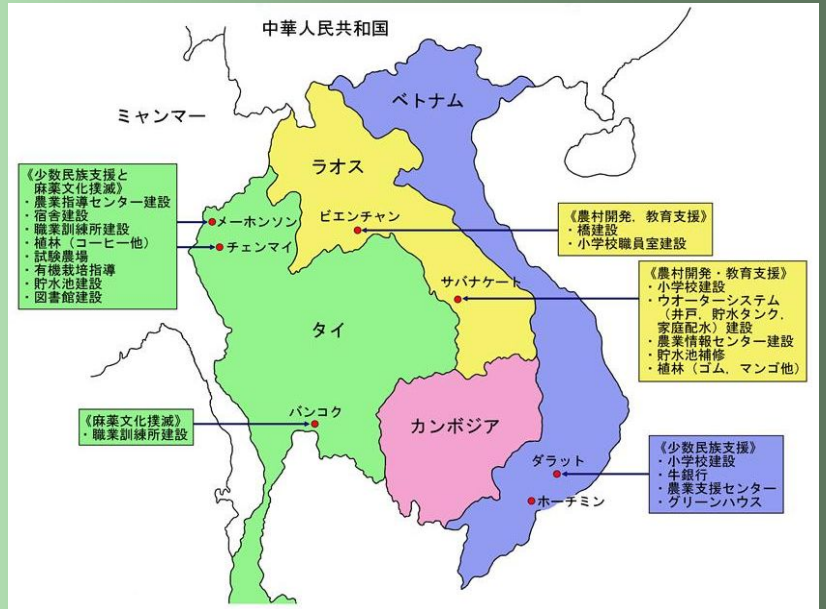 中華人民共和国
ミャンマー
ベトナム
ラオス
タイ
カンボジア
メーホンソン
チェンマイ
ビエンチャン
サバナケート
バンコク
ダラット
ホーチミン
《少数民族支援と
麻薬文化撲滅》
・農業指導センター建設
・宿舎建設
・職業訓練所建設
・植林（コーヒー他）
・試験農場
・有機栽培指導
・貯水池建設
・図書館建設
《麻薬文化撲滅》
・職業訓練所建設
《農村開発，教育支援》
・橋建設
・小学校職員室建設
《農村開発・教育支援》
・小学校建設
・ウオーターシステム
（井戸，貯水タンク，
家庭配水）建設
・農業情報センター建設
・貯水池補修
・植林（ゴム，マンゴ他）
《少数民族支援》
・小学校建設
・牛銀行
・農業支援センター
・グリーンハウス